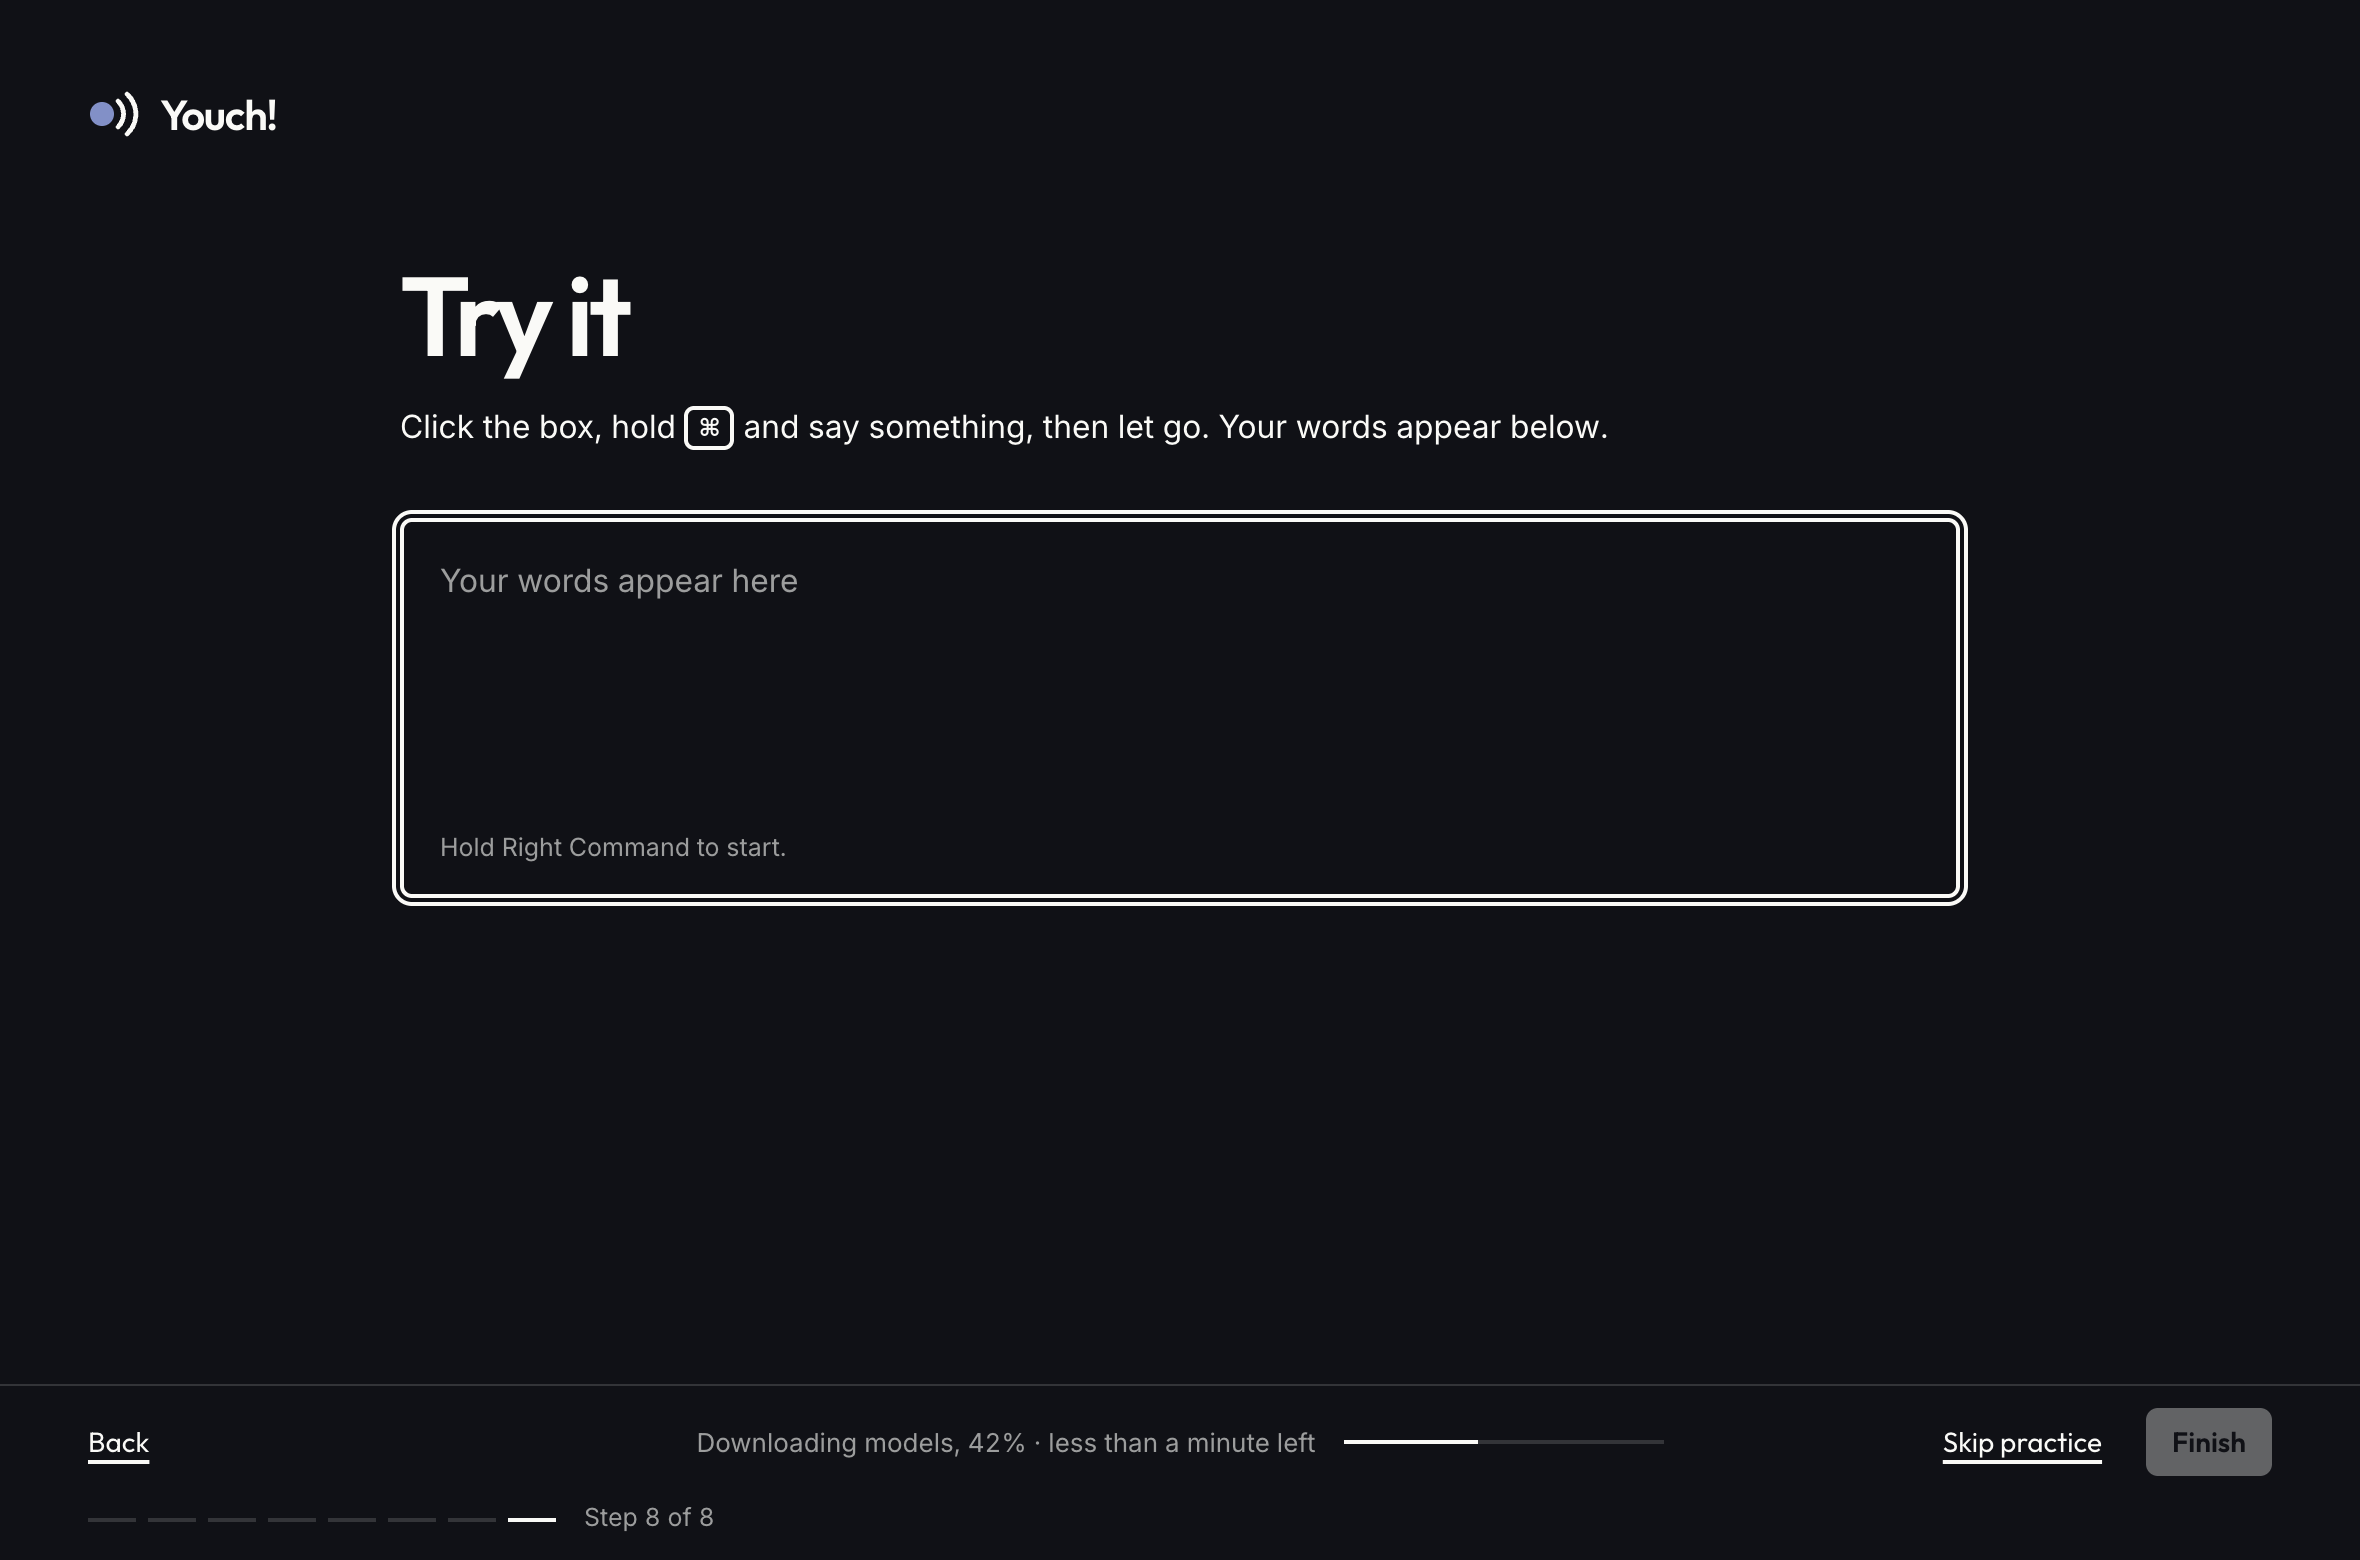 Youch!
Try it
Click the box, hold ⌘ and say something, then let go. Your words appear below.
Your words appear here
Hold Right Command to start.
Back
Downloading models, 42% · less than a minute left
Skip practice
Finish
Step 8 of 8